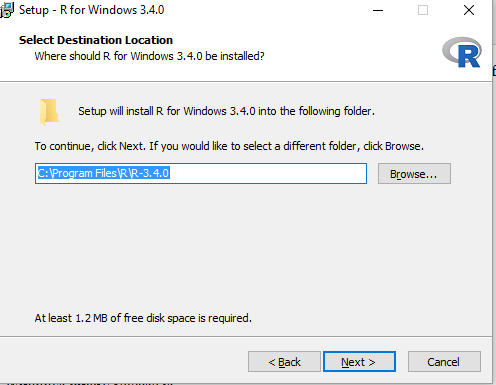 Setup - R for Windows 3.4.0
Select Destination Location
Where should R for Windows 3.4.0 be installed?
R
Setup will install R for Windows 3.4.0 into the following folder.
To continue, click Next. If you would like to select a different folder, click Browse.
C:\Program Files\R\R-3.4.0
Browse...
At least 1.2 MB of free disk space is required.
< Back
Next >
Cancel